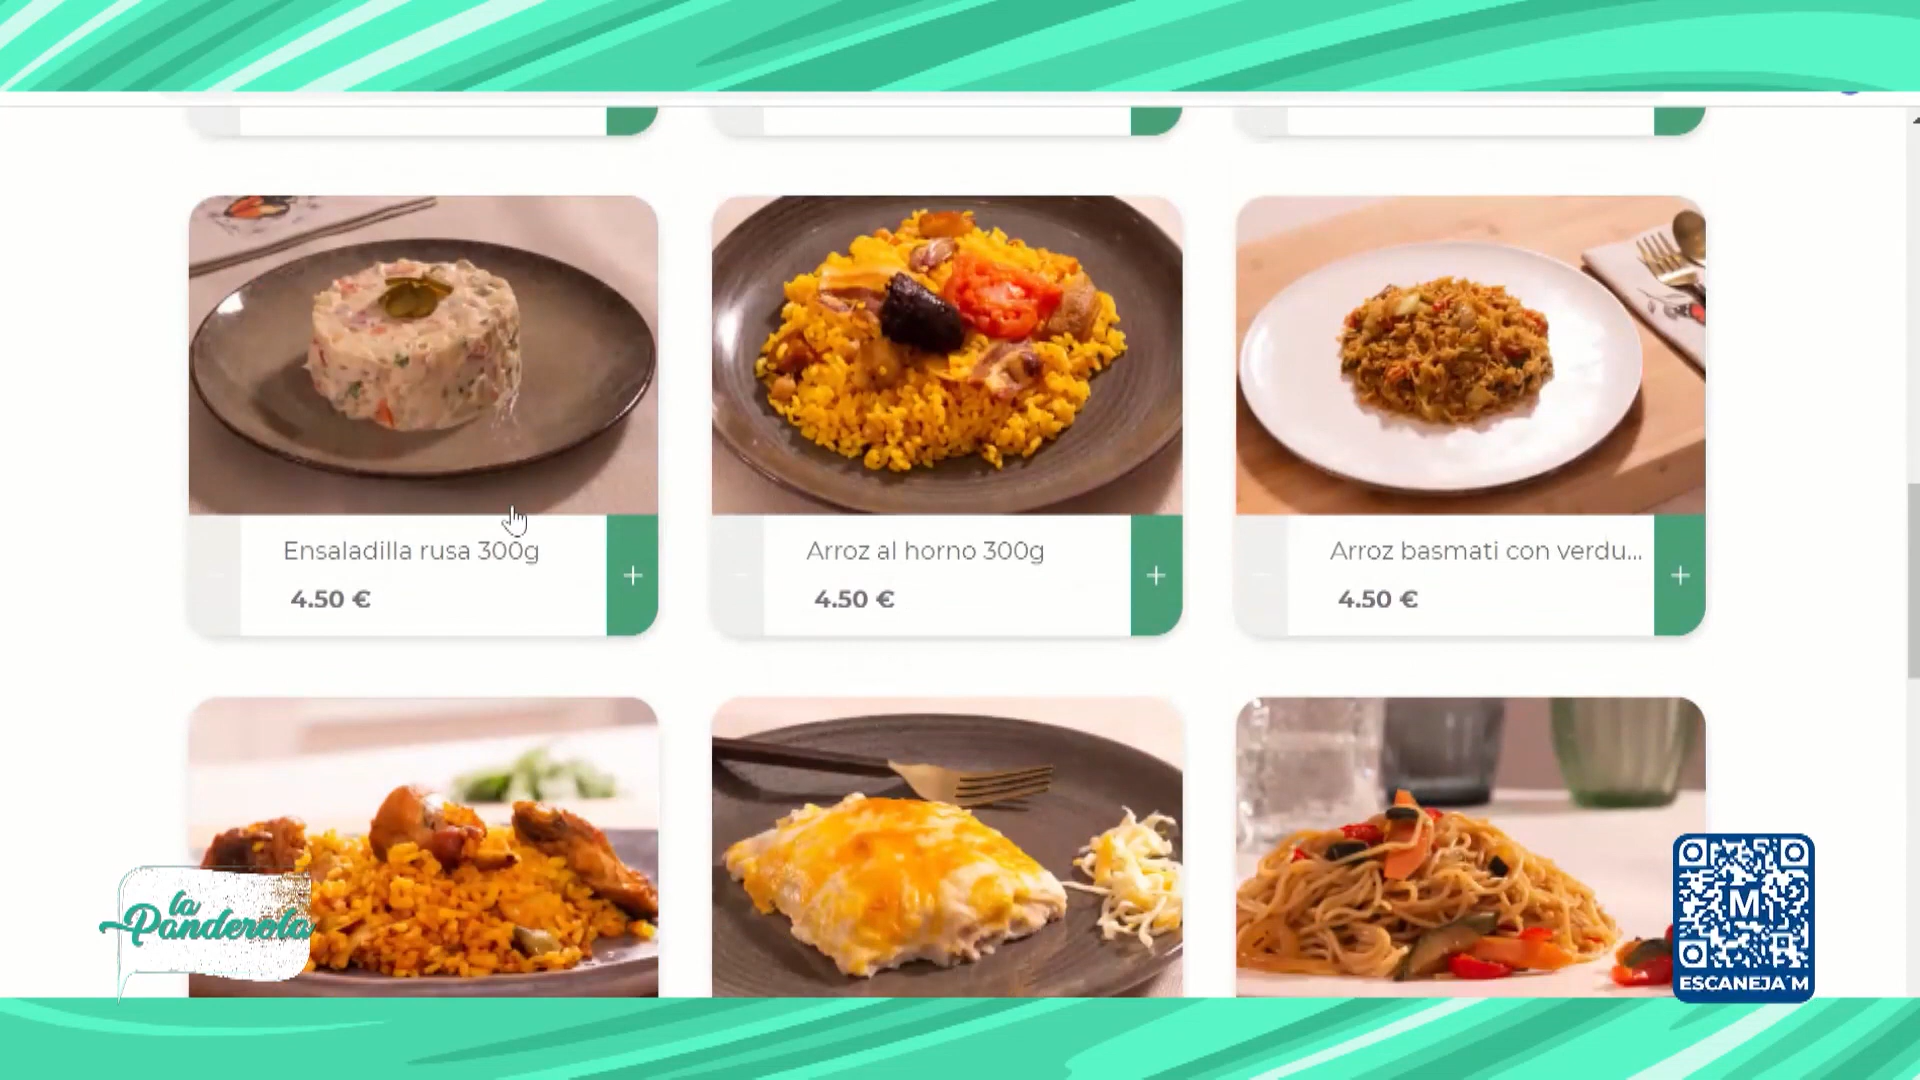 Ensaladilla rusa 300g
4.50 €
+
Arroz al horno 300g
4.50 €
+
Arroz basmati con verdu...
4.50 €
+
la
Panderola
M
ESCANEJA´M